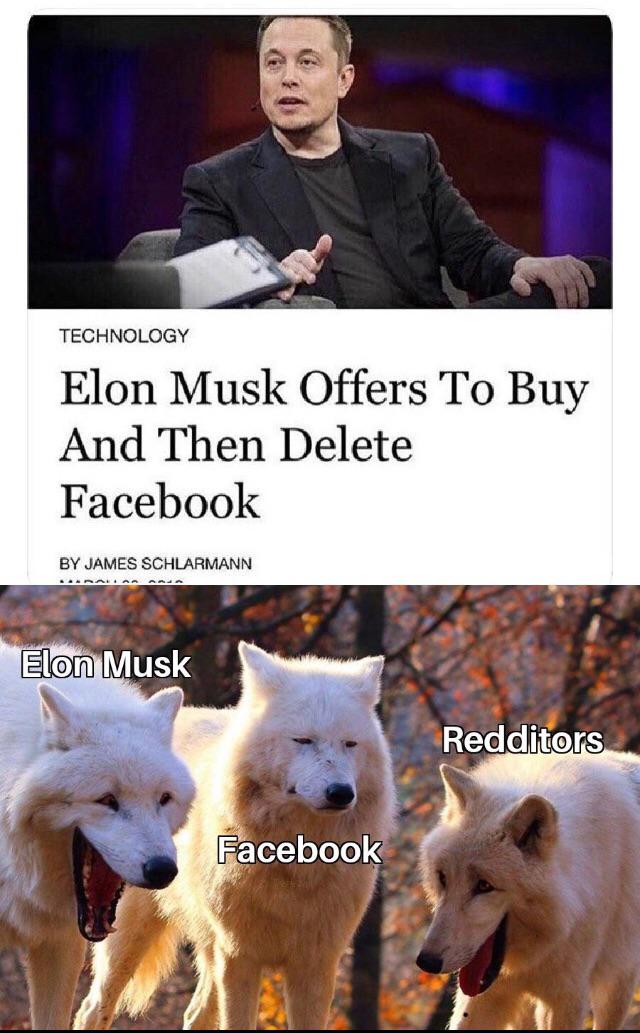 TECHNOLOGY
Elon Musk Offers To Buy
And Then Delete
Facebook
BY JAMES SCHLARMANN
Elon Musk
Redditors
Facebook